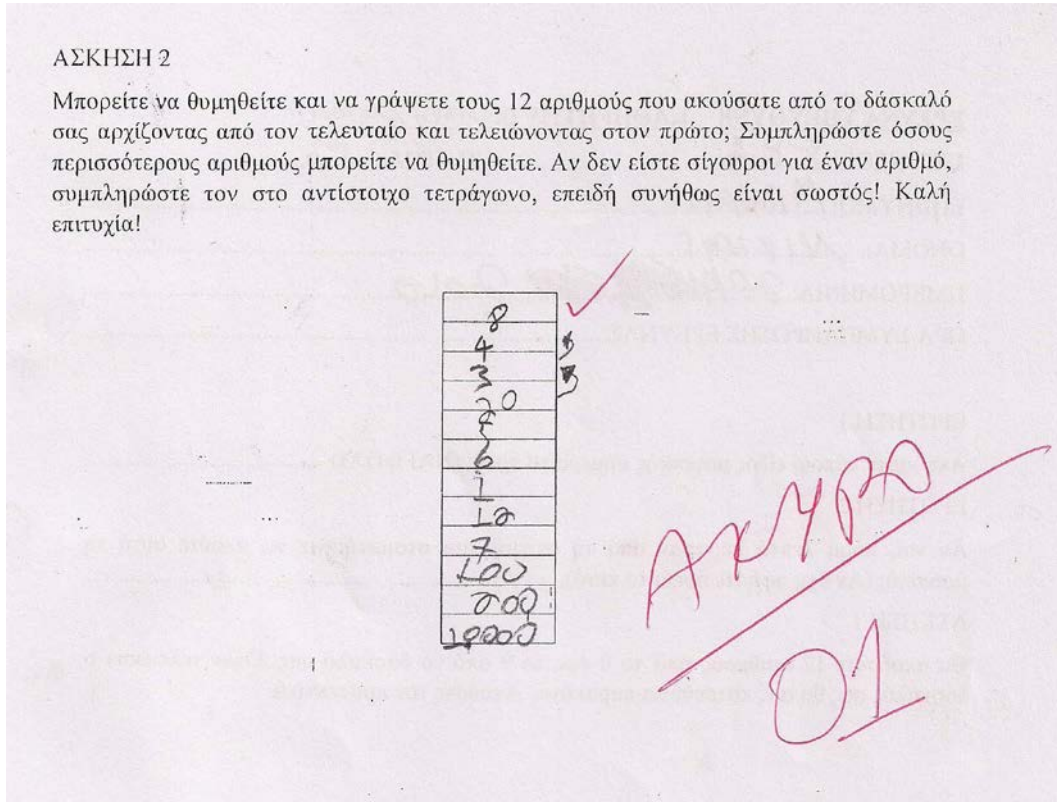 ΑΣΚΗΣΗ 2
Μπορείτε να θυμηθείτε και να γράψετε τους 12 αριθμούς που ακούσατε από το δάσκαλό
σας αρχίζοντας από τον τελευταίο και τελειώνοντας στον πρώτο; Συμπληρώστε όσους
περισσότερους αριθμούς μπορείτε να θυμηθείτε. Αν δεν είστε σίγουροι για έναν αριθμό,
συμπληρώστε τον στο αντίστοιχο τετράγωνο, επειδή συνήθως είναι σωστός! Καλή
επιτυχία!
8
4
3
20
6
1
12
7
100
200
10000
ΑΚΥΡΟ
01